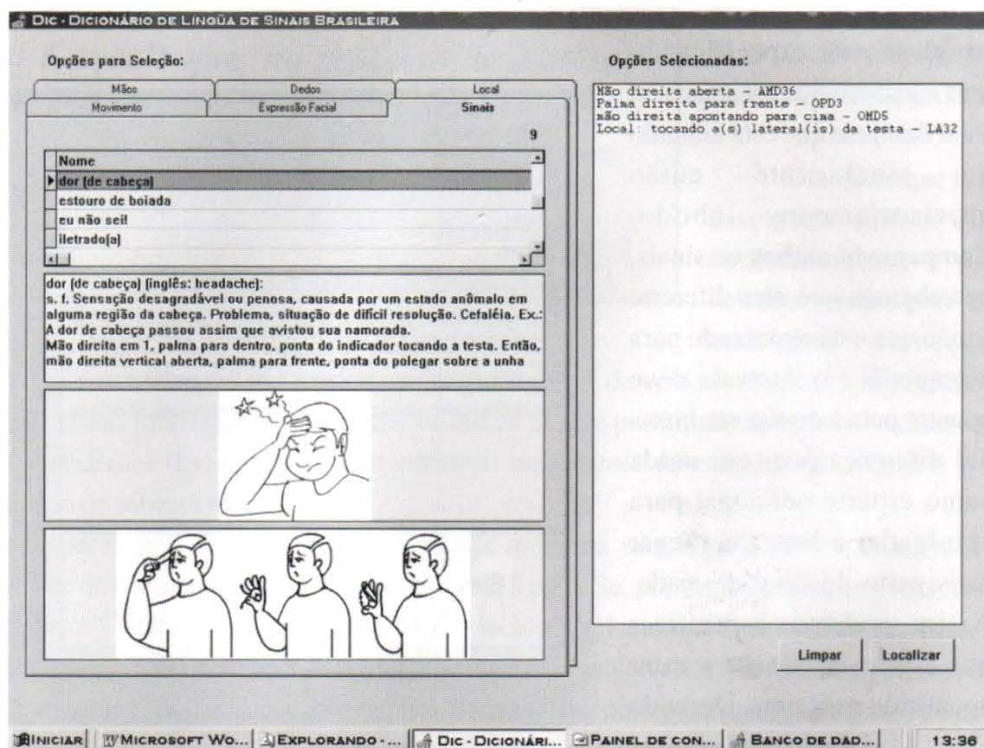 DIC - DICIONÁRIO DE LINGÜA DE SINAIS BRASILEIRA
Opções para Seleção:
Mãos Dedos Local
Movimento Expressão Facial Sinais
9
Nome
dor (de cabeça)
estouro de boiada
eu não sei!
iletrado(a)
dor (de cabeça) (inglês: headache):
s. f. Sensação desagradável ou penosa, causada por um estado anômalo em
alguma região da cabeça. Problema, situação de difícil resolução. Cefaléia. Ex.:
A dor de cabeça passou assim que avistou sua namorada.
Mão direita em 1, palma para dentro, ponta do indicador tocando a testa. Então,
mão direita vertical aberta, palma para frente, ponta do polegar sobre a unha
Opções Selecionadas:
Mão direita aberta - AMD36
Palma direita para frente - OPD3
mão direita apontando para cima - OMD5
Local : tocando a(s) lateral(is) da testa - LA32
Limpar Localizar
INICIAR MICROSOFT WO... EXPLORANDO - ... DIC - DICIONÁRI... PAINEL DE CON... BANCO DE DAD... 13:36